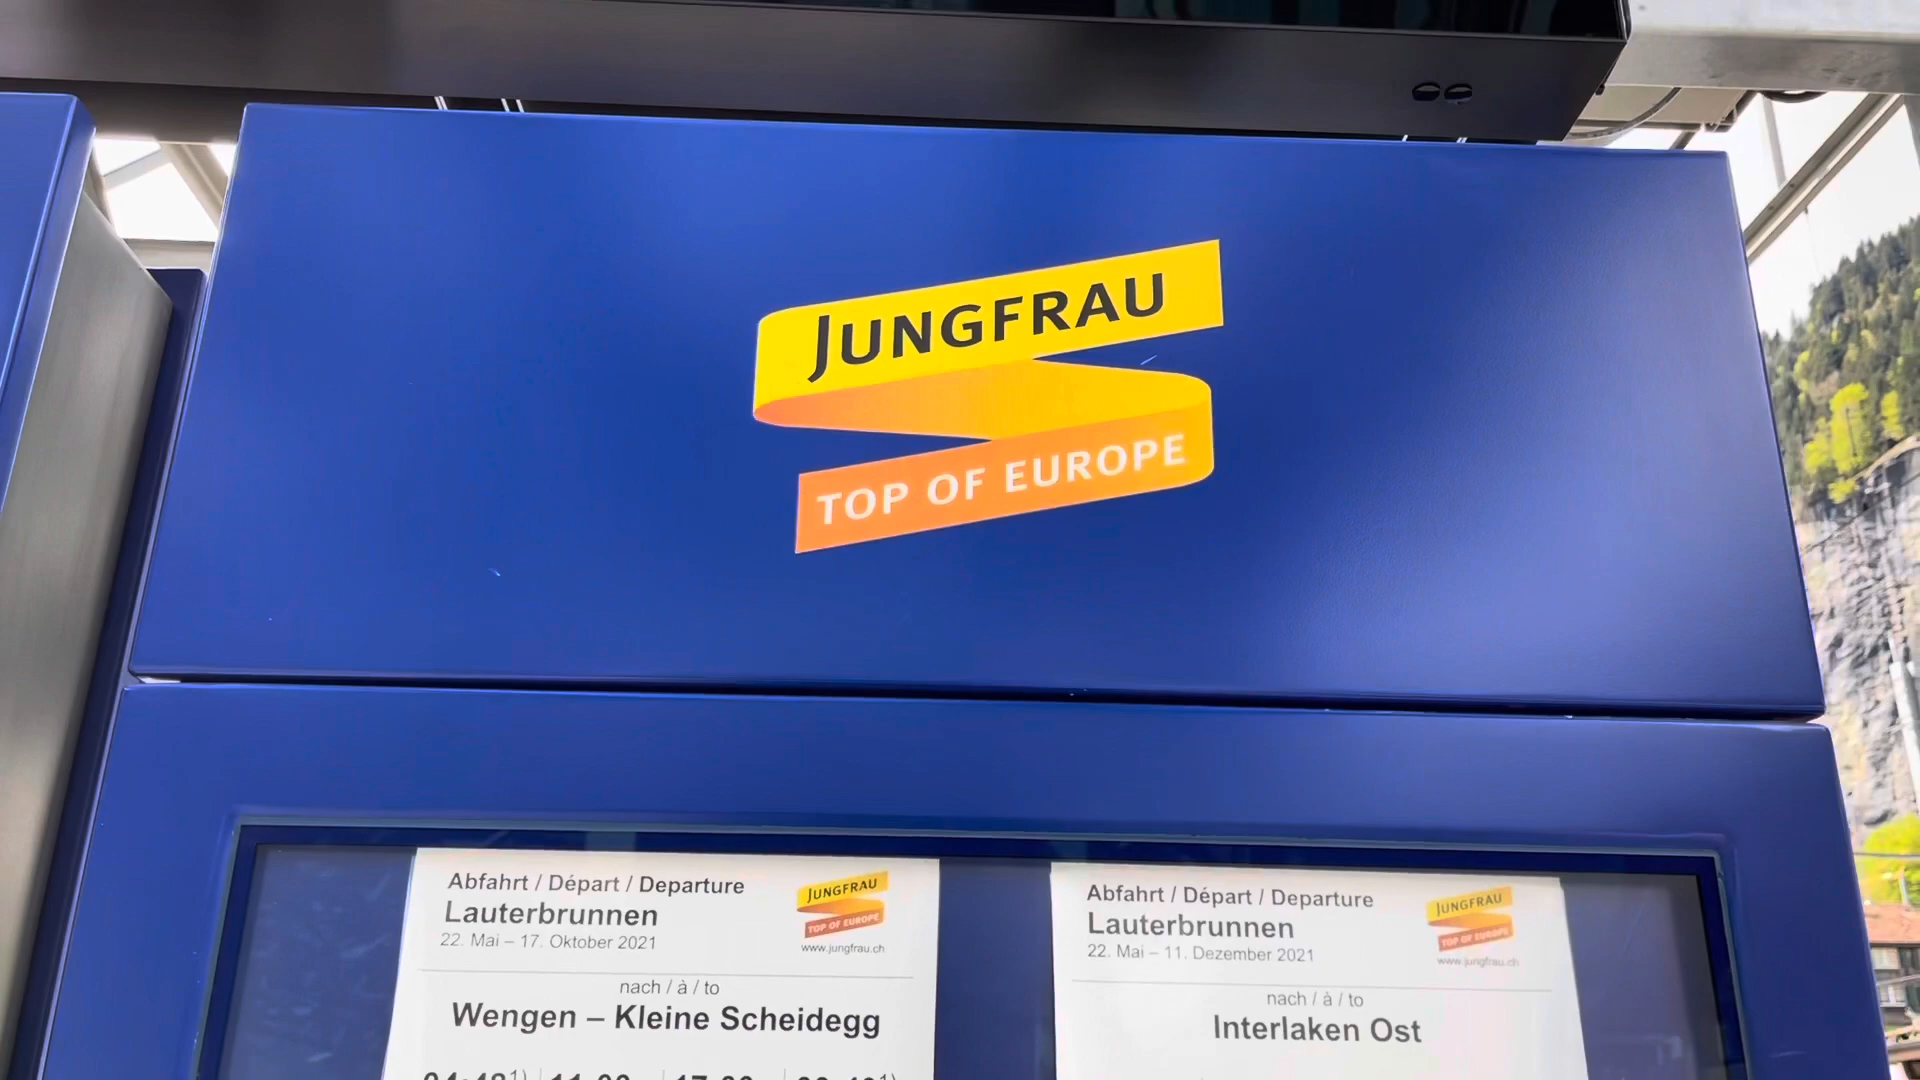 JUNGFRAU
TOP OF EUROPE
Abfahrt / Départ / Departure
Lauterbrunnen
22. Mai – 17. Oktober 2021
JUNGFRAU
TOP OF EUROPE
www.jungfrau.ch
nach / à / to
Wengen – Kleine Scheidegg
Abfahrt / Départ / Departure
Lauterbrunnen
22. Mai – 11. Dezember 2021
JUNGFRAU
TOP OF EUROPE
www.jungfrau.ch
nach / à / to
Interlaken Ost